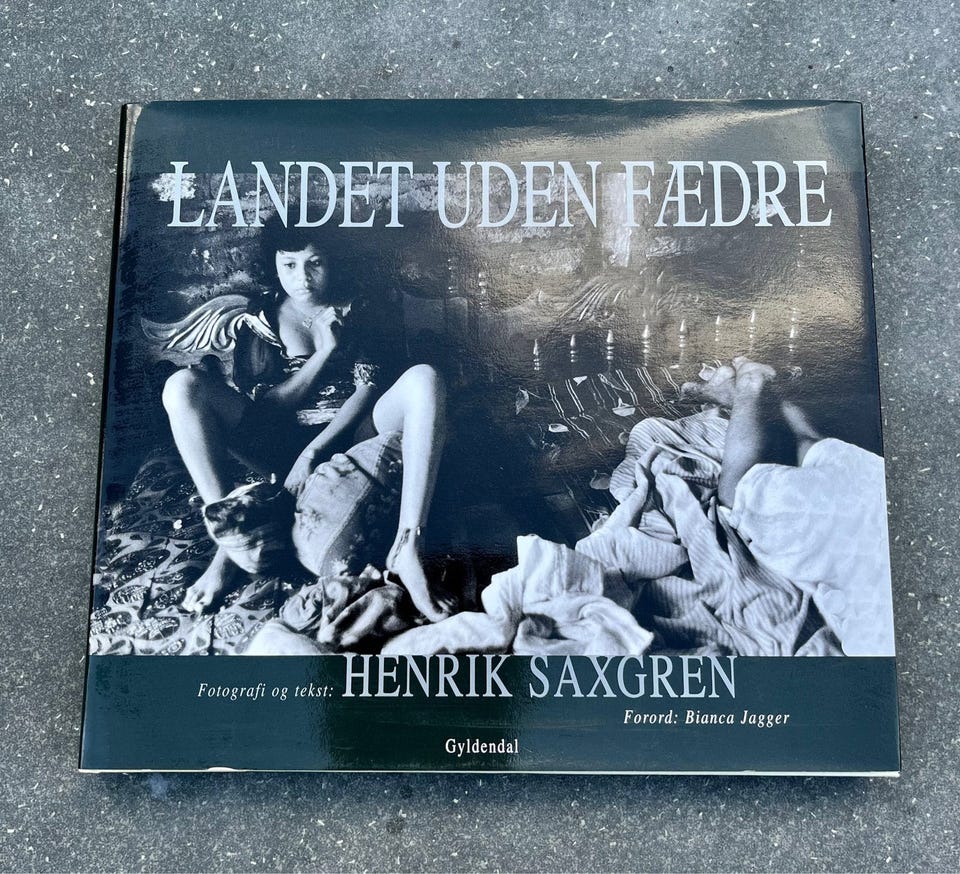 LANDET UDEN FÆDRE
Fotografi og tekst: HENRIK SAXGREN
Forord: Bianca Jagger
Gyldendal